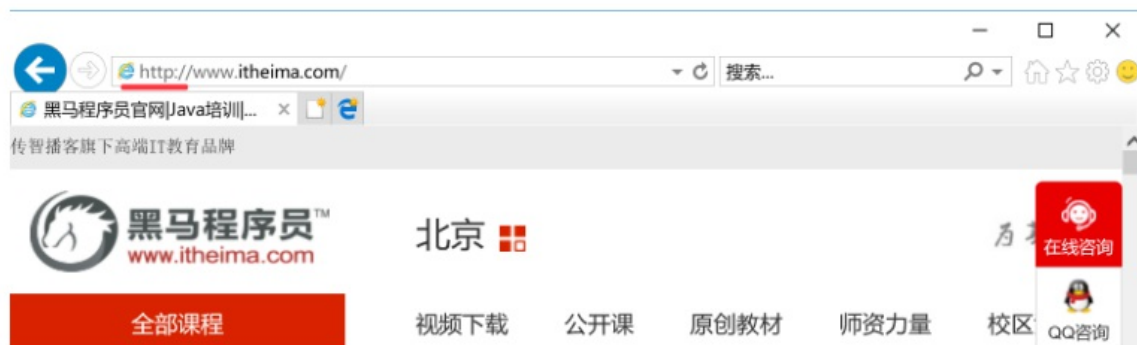 http://www.itheima.com/
搜索...
黑马程序员官网|Java培训|...
传智播客旗下高端IT教育品牌
黑马程序员™
www.itheima.com
北京
在线咨询
全部课程 视频下载 公开课 原创教材 师资力量 校区
QQ咨询